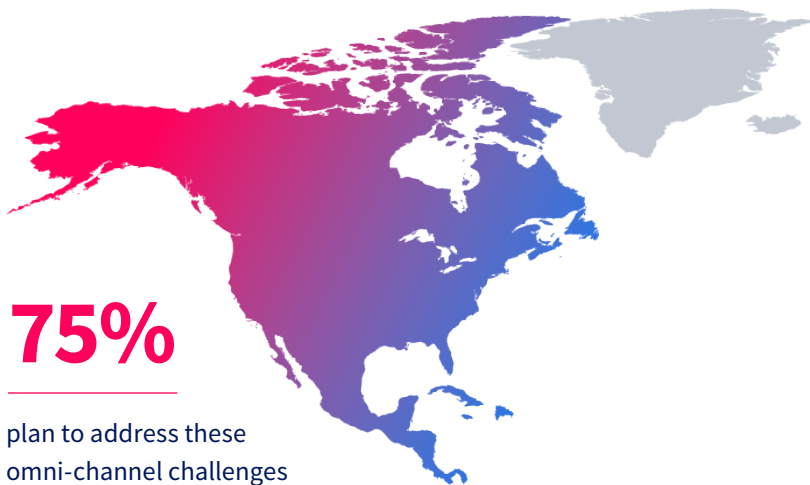 75%
plan to address these
omni-channel challenges